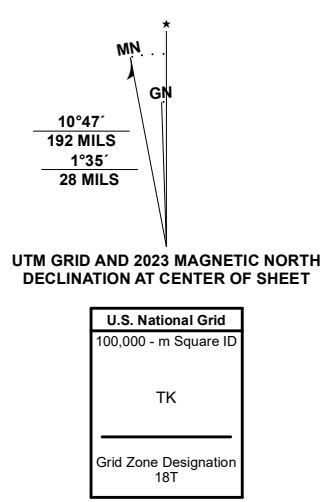 ★
MN
GN
10°47´
192 MILS
1°35´
28 MILS
UTM GRID AND 2023 MAGNETIC NORTH
DECLINATION AT CENTER OF SHEET
U.S. National Grid
100,000 - m Square ID
TK
Grid Zone Designation
18T